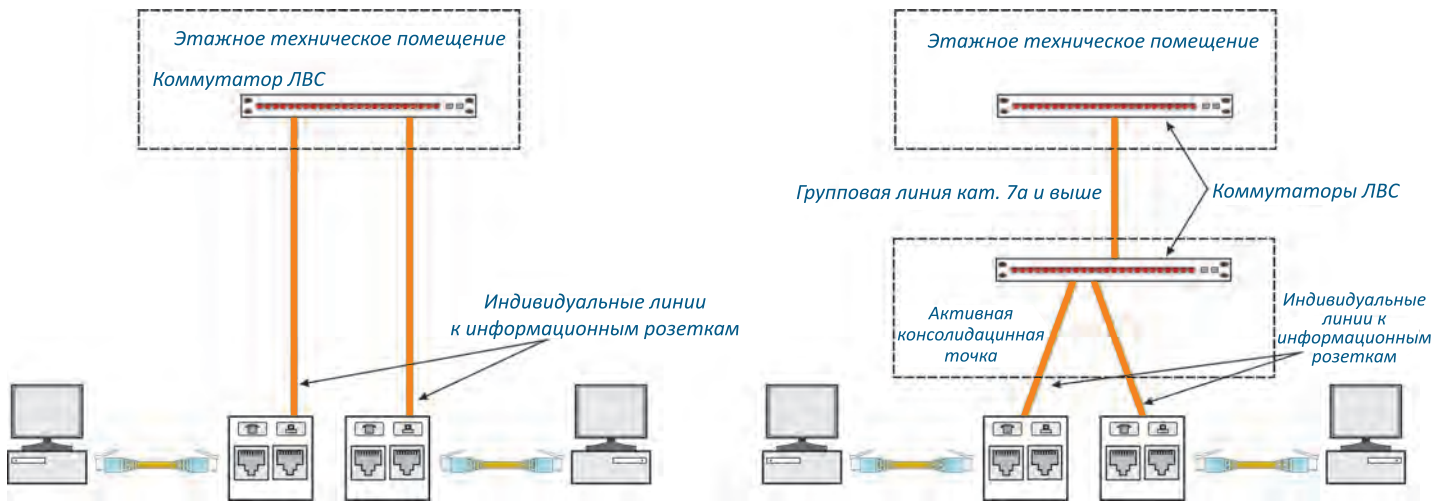 Этажное техническое помещение
Коммутатор ЛВС
Индивидуальные линии
к информационным розеткам
Этажное техническое помещение
Групповая линия кат. 7а и выше
Коммутаторы ЛВС
Активная
консолидацинная
точка
Индивидуальные
линии к
информационным
розеткам